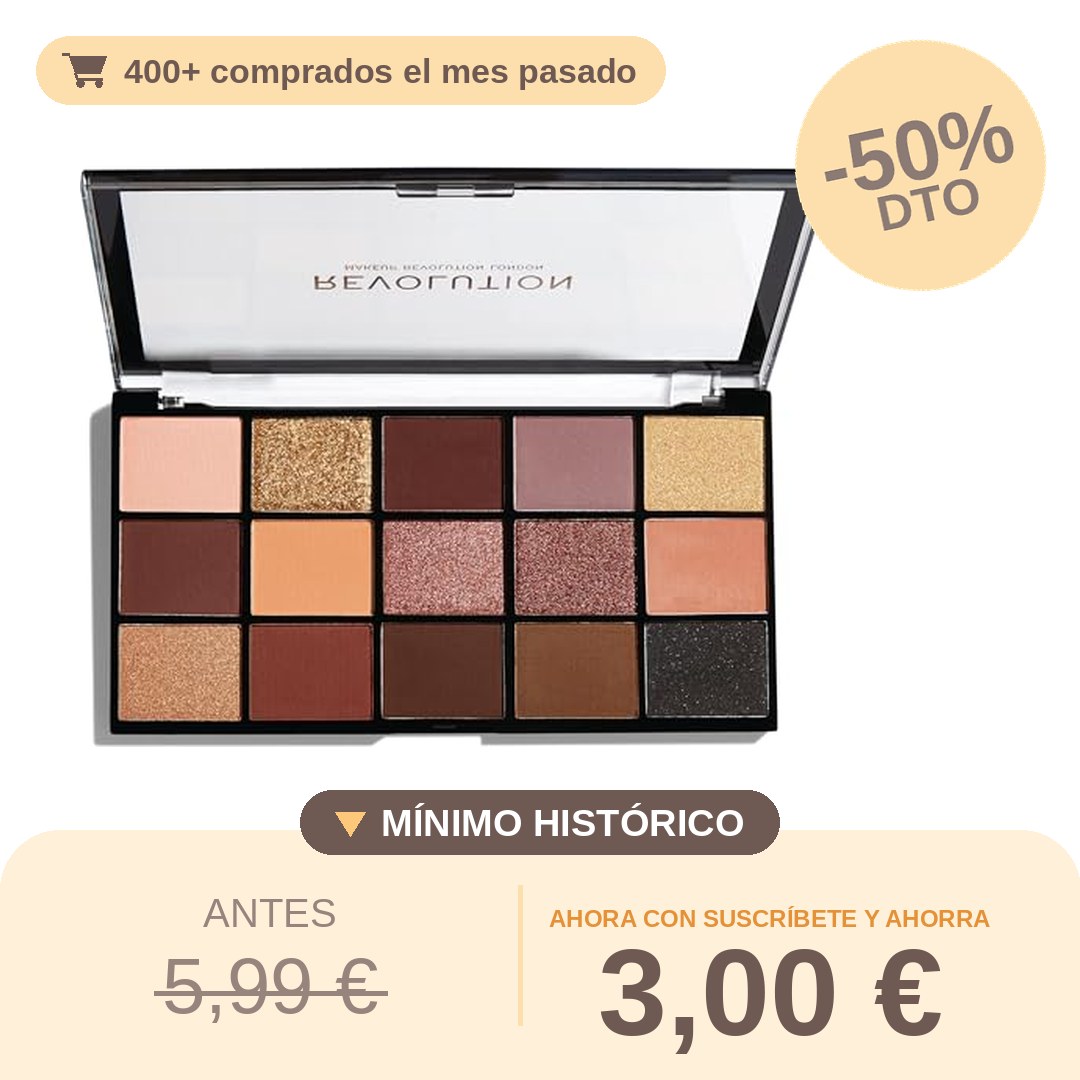 400+ comprados el mes pasado
-50%
DTO
MAKEUP REVOLUTION LONDON
REVOLUTION
MÍNIMO HISTÓRICO
ANTES
5,99 €
AHORA CON SUSCRÍBETE Y AHORRA
3,00 €